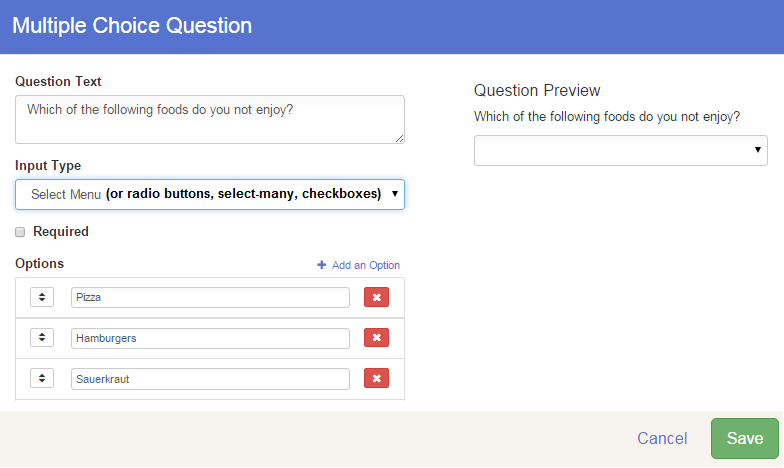 Multiple Choice Question
Question Text
Which of the following foods do you not enjoy?
Input Type
Select Menu (or radio buttons, select-many, checkboxes)
Required
Options
Add an Option
Pizza
Hamburgers
Sauerkraut
Question Preview
Which of the following foods do you not enjoy?
Cancel
Save